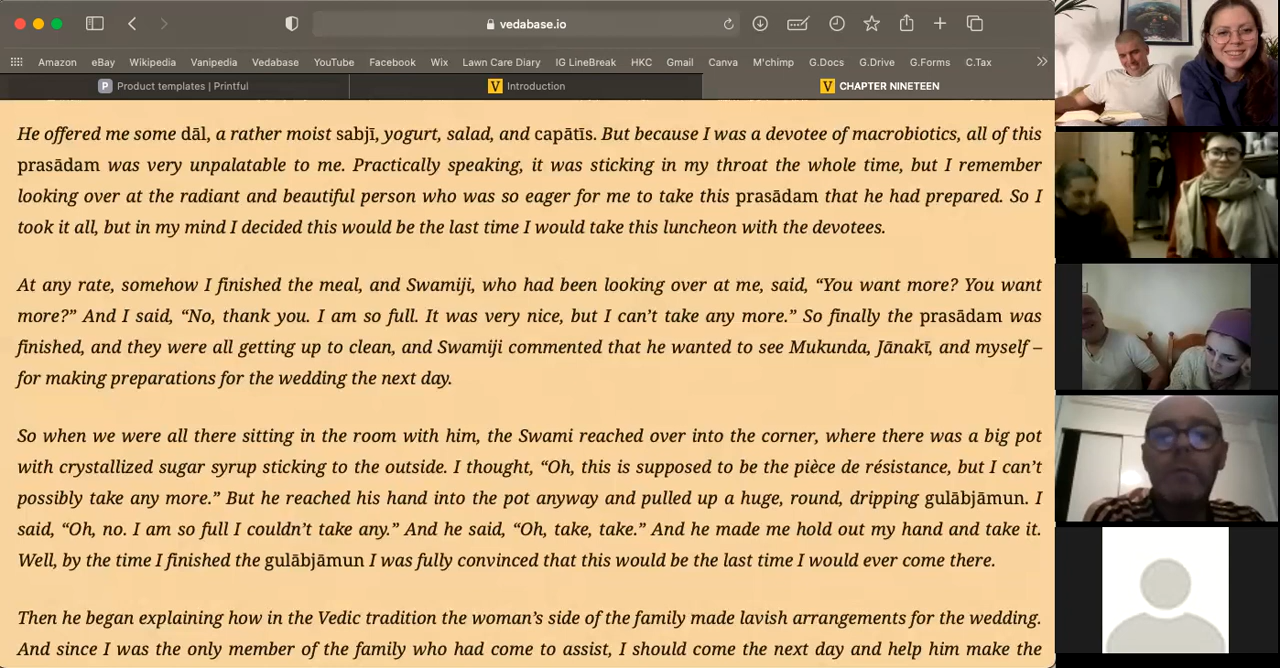 vedabase.io
Amazon eBay Wikipedia Vanipedia Vedabase YouTube Facebook Wix Lawn Care Diary IG LineBreak HKC Gmail Canva M'chimp G.Docs G.Drive G.Forms C.Tax
P Product templates | Printful V Introduction V CHAPTER NINETEEN
He offered me some dāl, a rather moist sabjī, yogurt, salad, and capātīs. But because I was a devotee of macrobiotics, all of this
prasādam was very unpalatable to me. Practically speaking, it was sticking in my throat the whole time, but I remember
looking over at the radiant and beautiful person who was so eager for me to take this prasādam that he had prepared. So I
took it all, but in my mind I decided this would be the last time I would take this luncheon with the devotees.
At any rate, somehow I finished the meal, and Swamiji, who had been looking over at me, said, “You want more? You want
more?” And I said, “No, thank you. I am so full. It was very nice, but I can’t take any more.” So finally the prasādam was
finished, and they were all getting up to clean, and Swamiji commented that he wanted to see Mukunda, Jānakī, and myself –
for making preparations for the wedding the next day.
So when we were all there sitting in the room with him, the Swami reached over into the corner, where there was a big pot
with crystallized sugar syrup sticking to the outside. I thought, “Oh, this is supposed to be the pièce de résistance, but I can’t
possibly take any more.” But he reached his hand into the pot anyway and pulled up a huge, round, dripping gulābjāmun. I
said, “Oh, no. I am so full I couldn’t take any.” And he said, “Oh, take, take.” And he made me hold out my hand and take it.
Well, by the time I finished the gulābjāmun I was fully convinced that this would be the last time I would ever come there.
Then he began explaining how in the Vedic tradition the woman’s side of the family made lavish arrangements for the wedding.
And since I was the only member of the family who had come to assist, I should come the next day and help him make the